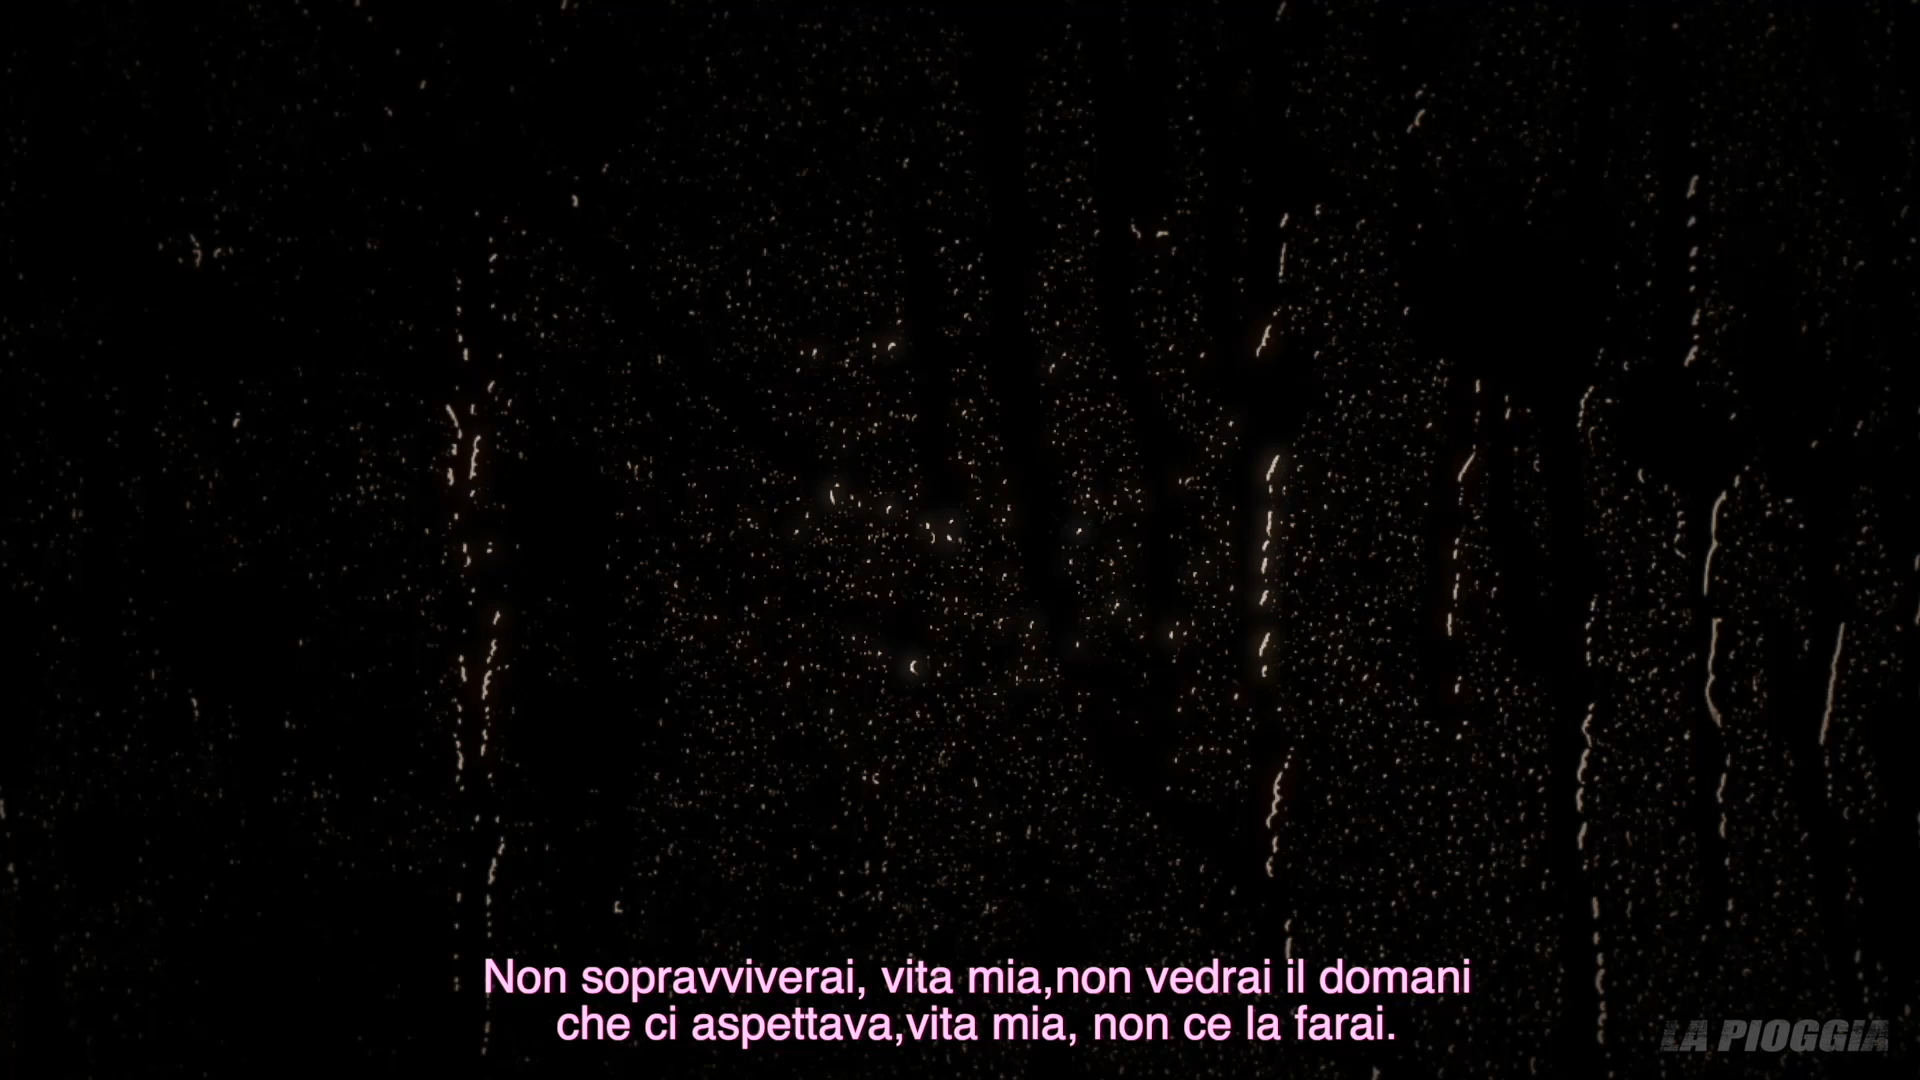 Non sopravviverai, vita mia,non vedrai il domani
che ci aspettava,vita mia, non ce la farai.
LA PIOGGIA